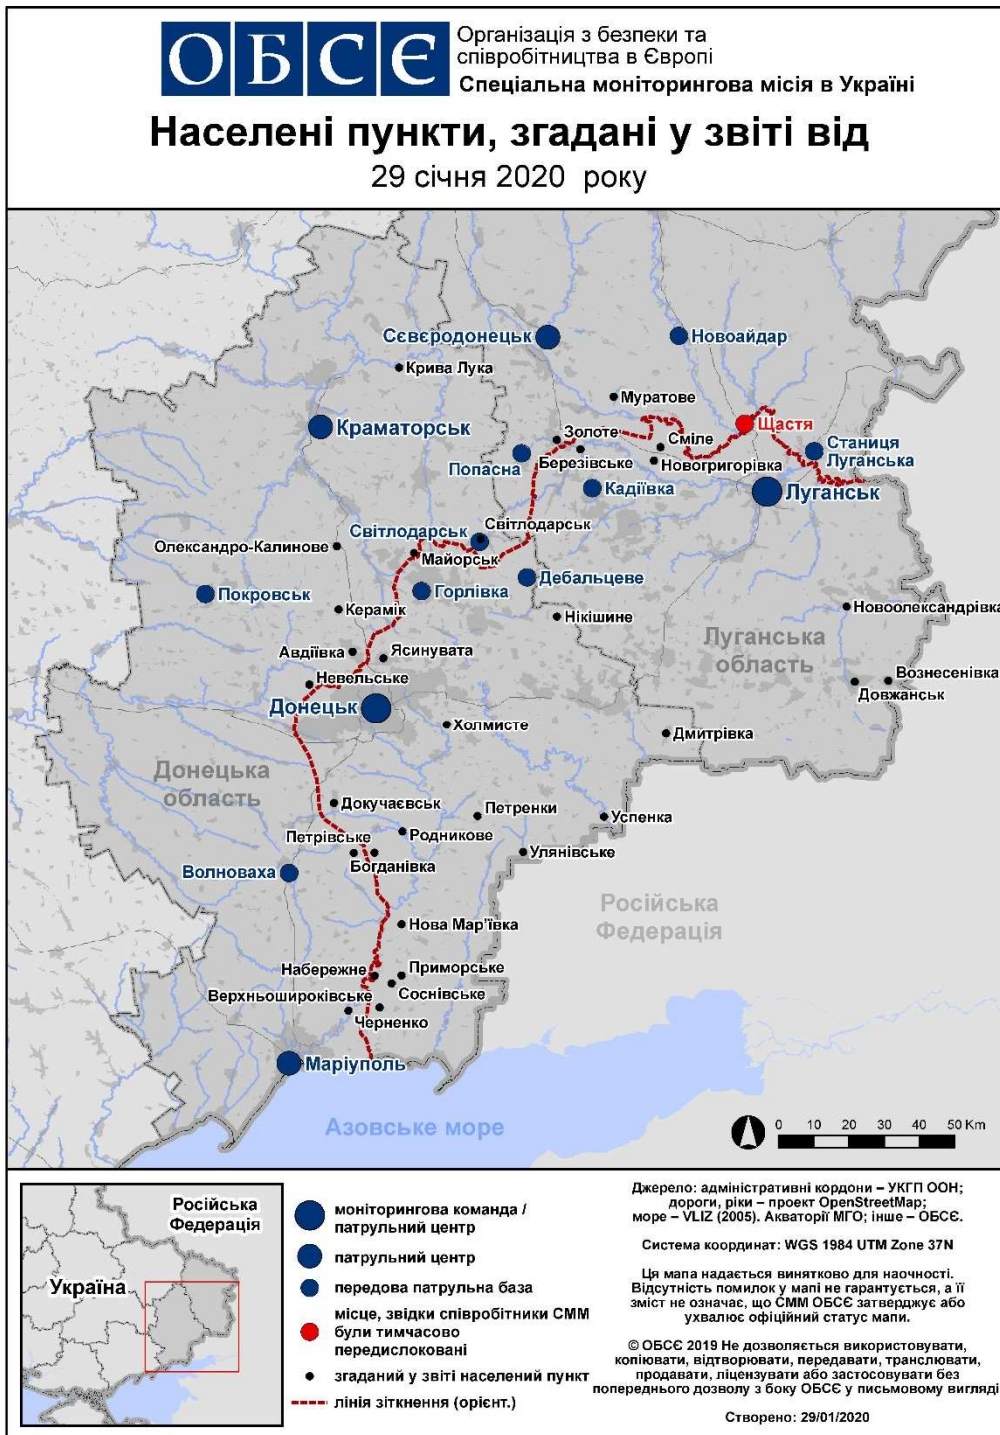 ОБСЄ
Організація з безпеки та
співробітництва в Європі
Спеціальна моніторингова місія в Україні
Населені пункти, згадані у звіті від
29 січня 2020 року
Сєвєродонецьк
Новоайдар
Крива Лука
Муратове
Краматорськ
Щастя
Золоте
Сміле
Станиця
Луганська
Попасна
Березівське
Новогригорівка
Кадіївка
Луганськ
Світлодарськ
Світлодарськ
Олександро-Калинове
Майорськ
Дебальцеве
Покровськ
Горлівка
Керамік
Нікішине
Новоолександрівка
Луганська
область
Авдіївка
Ясинувата
Невельське
Вознесенівка
Довжанськ
Донецьк
Холмисте
Дмитрівка
Донецька
область
Докучаєвськ
Петренки
Успенка
Петрівське
Родникове
Богданівка
Улянівське
Волноваха
Російська
Федерація
Нова Мар'ївка
Набережне
Приморське
Соснівське
Верхньошироківське
Черненко
Маріуполь
Азовське море
0 10 20 30 40 50 Km
Російська
Федерація
Україна
моніторингова команда /
патрульний центр
патрульний центр
передова патрульна база
місце, звідки співробітники СММ
були тимчасово
передислоковані
згаданий у звіті населений пункт
лінія зіткнення (орієнт.)
Джерело: адміністративні кордони – УКГП ООН;
дороги, ріки – проект OpenStreetMap;
море – VLIZ (2005). Акваторії МГО; інше – ОБСЄ.
Система координат: WGS 1984 UTM Zone 37N
Ця мапа надається винятково для наочності.
Відсутність помилок у мапі не гарантується, а її
зміст не означає, що СММ ОБСЄ затверджує або
ухвалює офіційний статус мапи.
© ОБСЄ 2019 Не дозволяється використовувати,
копіювати, відтворювати, передавати, транслювати,
продавати, ліцензувати або застосовувати без
попереднього дозволу з боку ОБСЄ у письмовому вигляді
Створено: 29/01/2020